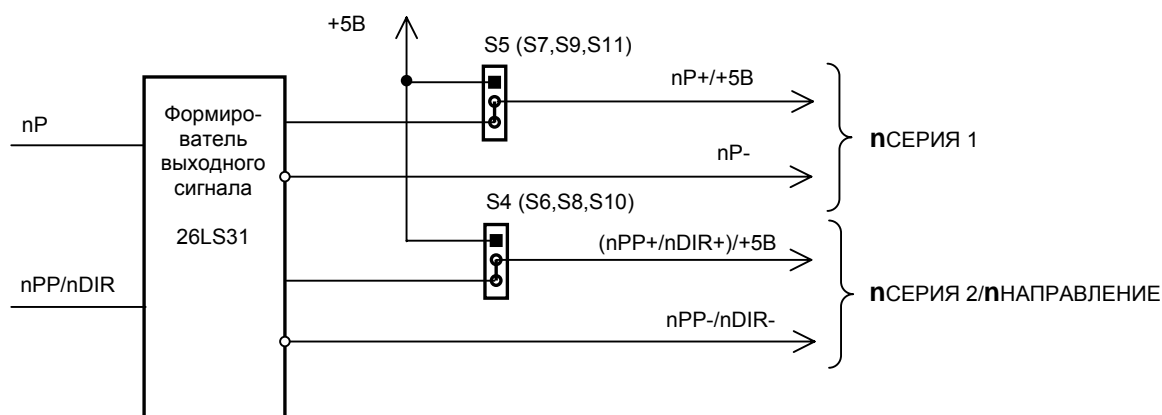 +5В
S5 (S7,S9,S11)
nP+/+5В
nP
Формиро-
ватель
выходного
сигнала
26LS31
nСЕРИЯ 1
nP-
S4 (S6,S8,S10)
(nPP+/nDIR+)/+5В
nPP/nDIR
nСЕРИЯ 2/nНАПРАВЛЕНИЕ
nPP-/nDIR-